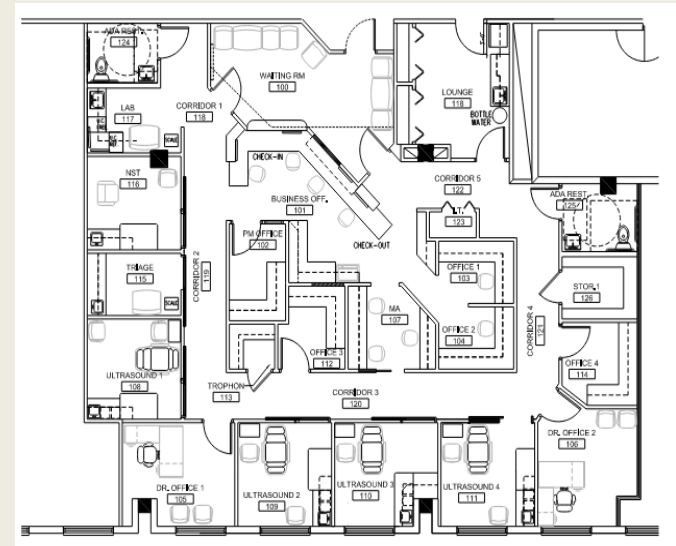 ADA REST.
124
WAITING RM
100
LOUNGE
118
LAB
117
CORRIDOR 1
118
SCALE
BOTTLE
WATER
NST
116
CHECK-IN
BUSINESS OFF.
101
CORRIDOR 5
122
ADA REST.
125
I.T.
123
PM OFFICE
102
CHECK-OUT
TRIAGE
115
SCALE
CORRIDOR 2
119
OFFICE 1
103
STOR.1
126
MA
107
OFFICE 2
104
CORRIDOR 4
121
OFFICE 3
112
OFFICE 4
114
ULTRASOUND 1
108
TROPHON
113
CORRIDOR 3
120
DR. OFFICE 2
106
DR. OFFICE 1
105
ULTRASOUND 2
109
ULTRASOUND 3
110
ULTRASOUND 4
111